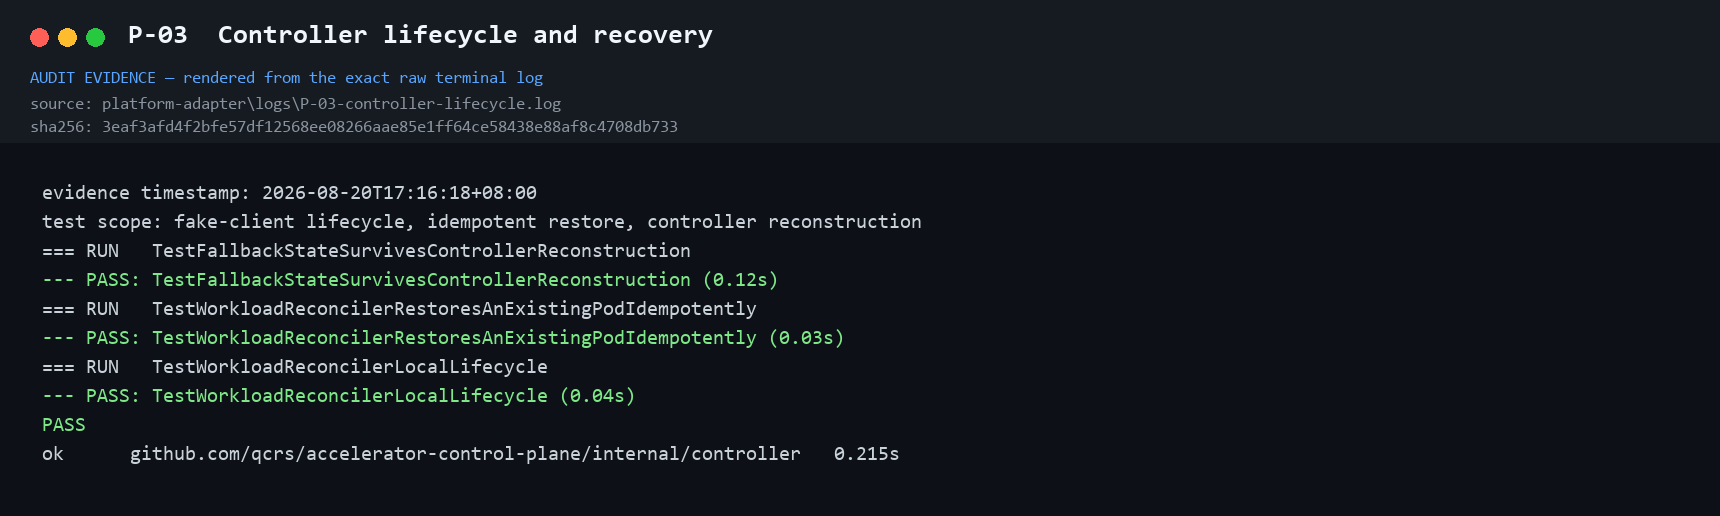 P-03  Controller lifecycle and recovery
AUDIT EVIDENCE — rendered from the exact raw terminal log
source: platform-adapter\logs\P-03-controller-lifecycle.log
sha256: 3eaf3afd4f2bfe57df12568ee08266aae85e1ff64ce58438e88af8c4708db733
evidence timestamp: 2026-08-20T17:16:18+08:00
test scope: fake-client lifecycle, idempotent restore, controller reconstruction
=== RUN   TestFallbackStateSurvivesControllerReconstruction
--- PASS: TestFallbackStateSurvivesControllerReconstruction (0.12s)
=== RUN   TestWorkloadReconcilerRestoresAnExistingPodIdempotently
--- PASS: TestWorkloadReconcilerRestoresAnExistingPodIdempotently (0.03s)
=== RUN   TestWorkloadReconcilerLocalLifecycle
--- PASS: TestWorkloadReconcilerLocalLifecycle (0.04s)
PASS
ok      github.com/qcrs/accelerator-control-plane/internal/controller   0.215s